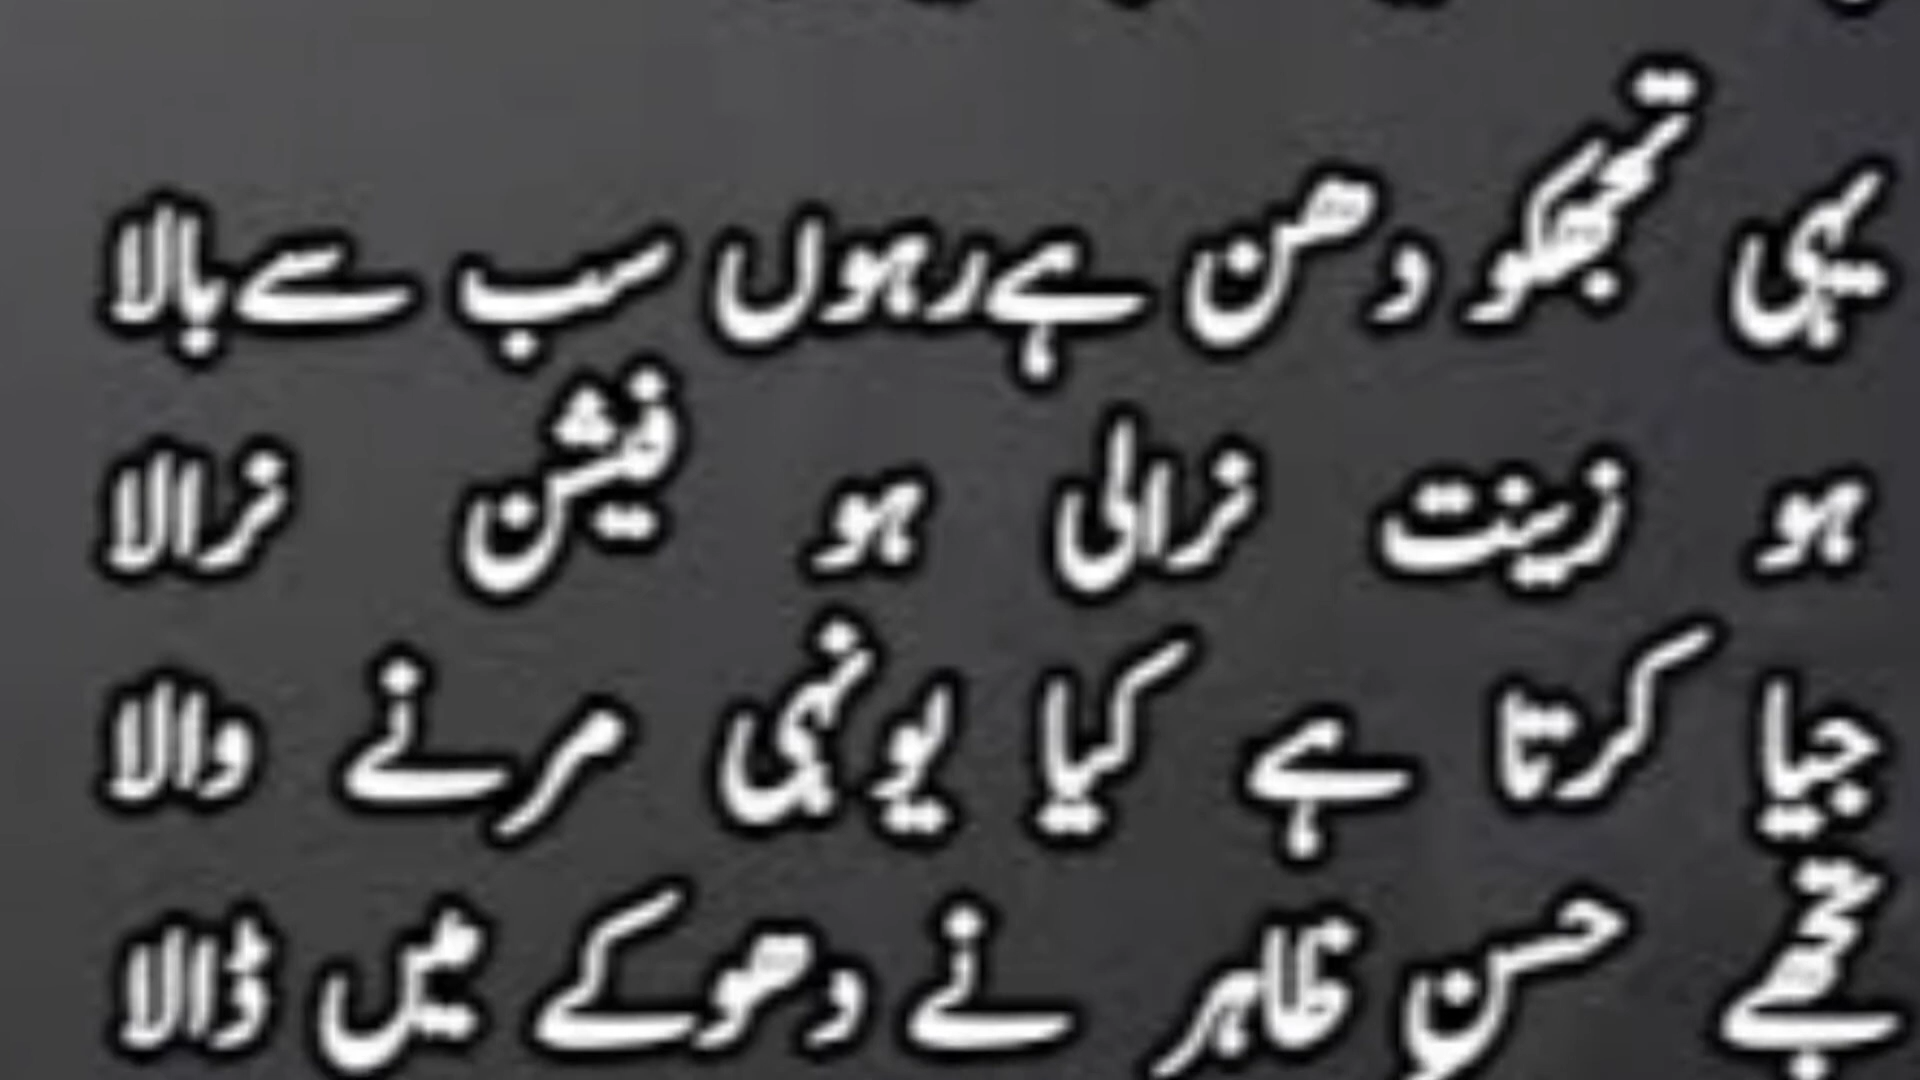 یہی تجھکو دھن ہے رہوں سب سے بالا
ہو زینت نرالی ہو فیشن نرالا
جیا کرتا ہے کیا یونہی مرنے والا
تجھے حسنِ ظاہر نے دھوکے میں ڈالا